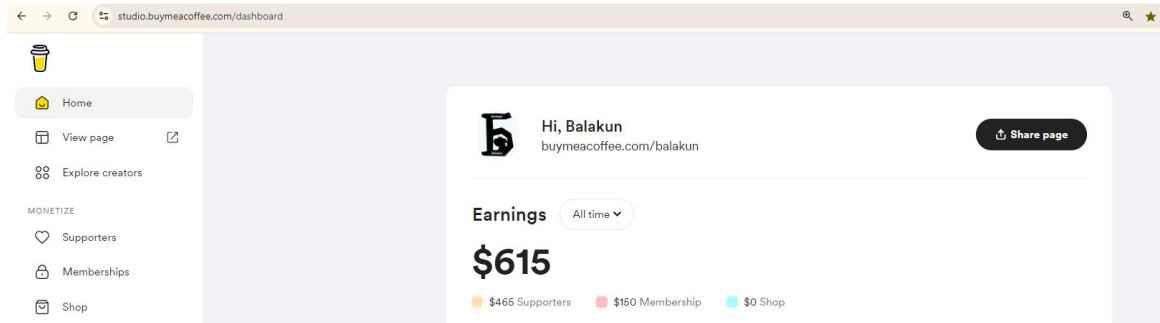 studio.buymeacoffee.com/dashboard
Home
View page
Explore creators
MONETIZE
Supporters
Memberships
Shop
Hi, Balakun
buymeacoffee.com/balakun
Share page
Earnings All time
$615
$465 Supporters $150 Membership $0 Shop